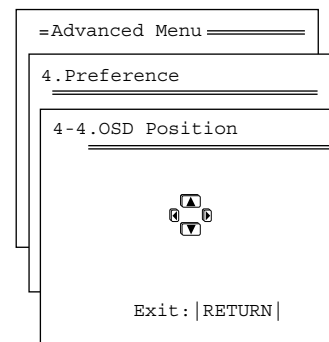 =Advanced Menu
4.Preference
4-4.OSD Position
Exit:|RETURN|